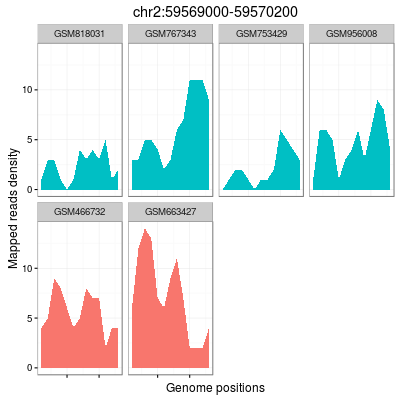 chr2:59569000-59570200
GSM818031 GSM767343 GSM753429 GSM956008
10
5
0
GSM466732 GSM663427
10
5
0
Mapped reads density
Genome positions